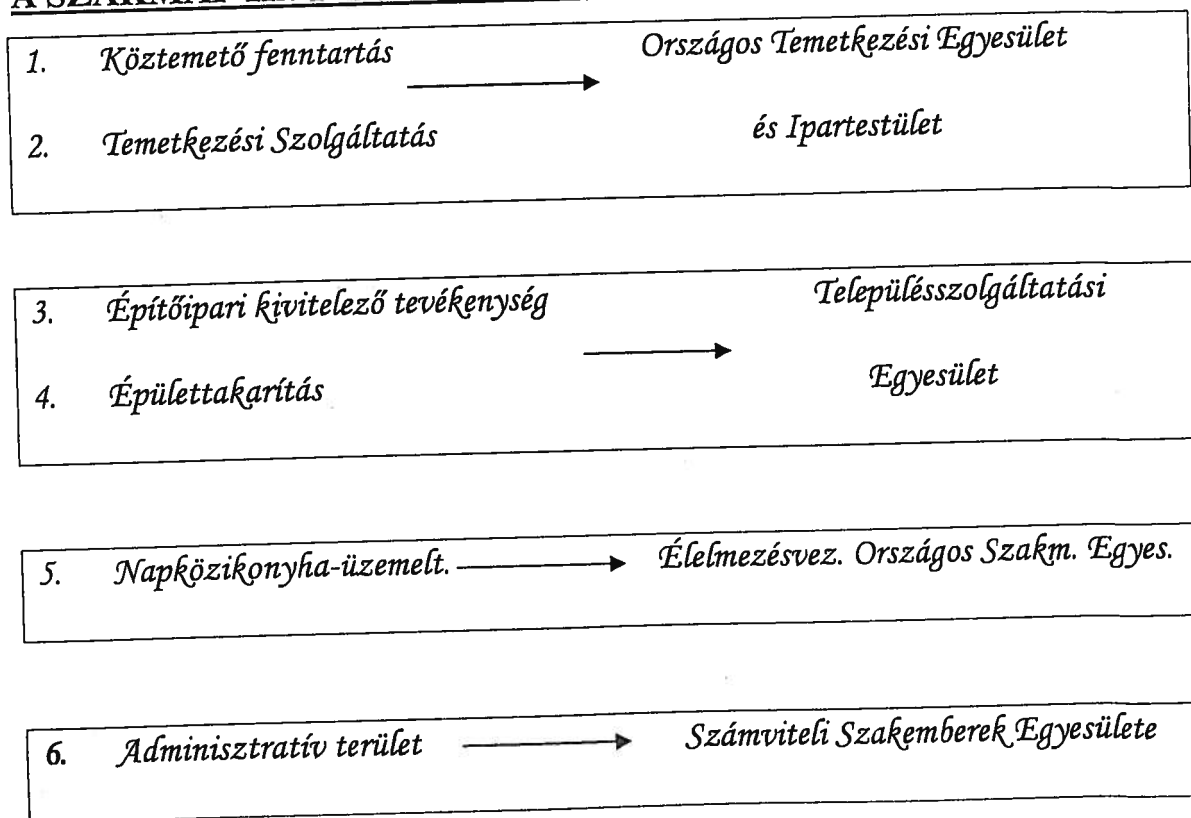 A SZAKMAI
1. Köztemető fenntartás Országos Temetkezési Egyesület
2. Temetkezési Szolgáltatás és Ipartestület
3. Építőipari kivitelező tevékenység Településszolgáltatási
4. Épülettakarítás Egyesület
5. Napközikonyha-üzemelt. Élelmezésvez. Országos Szakm. Egyes.
6. Adminisztratív terület Számviteli Szakemberek Egyesülete